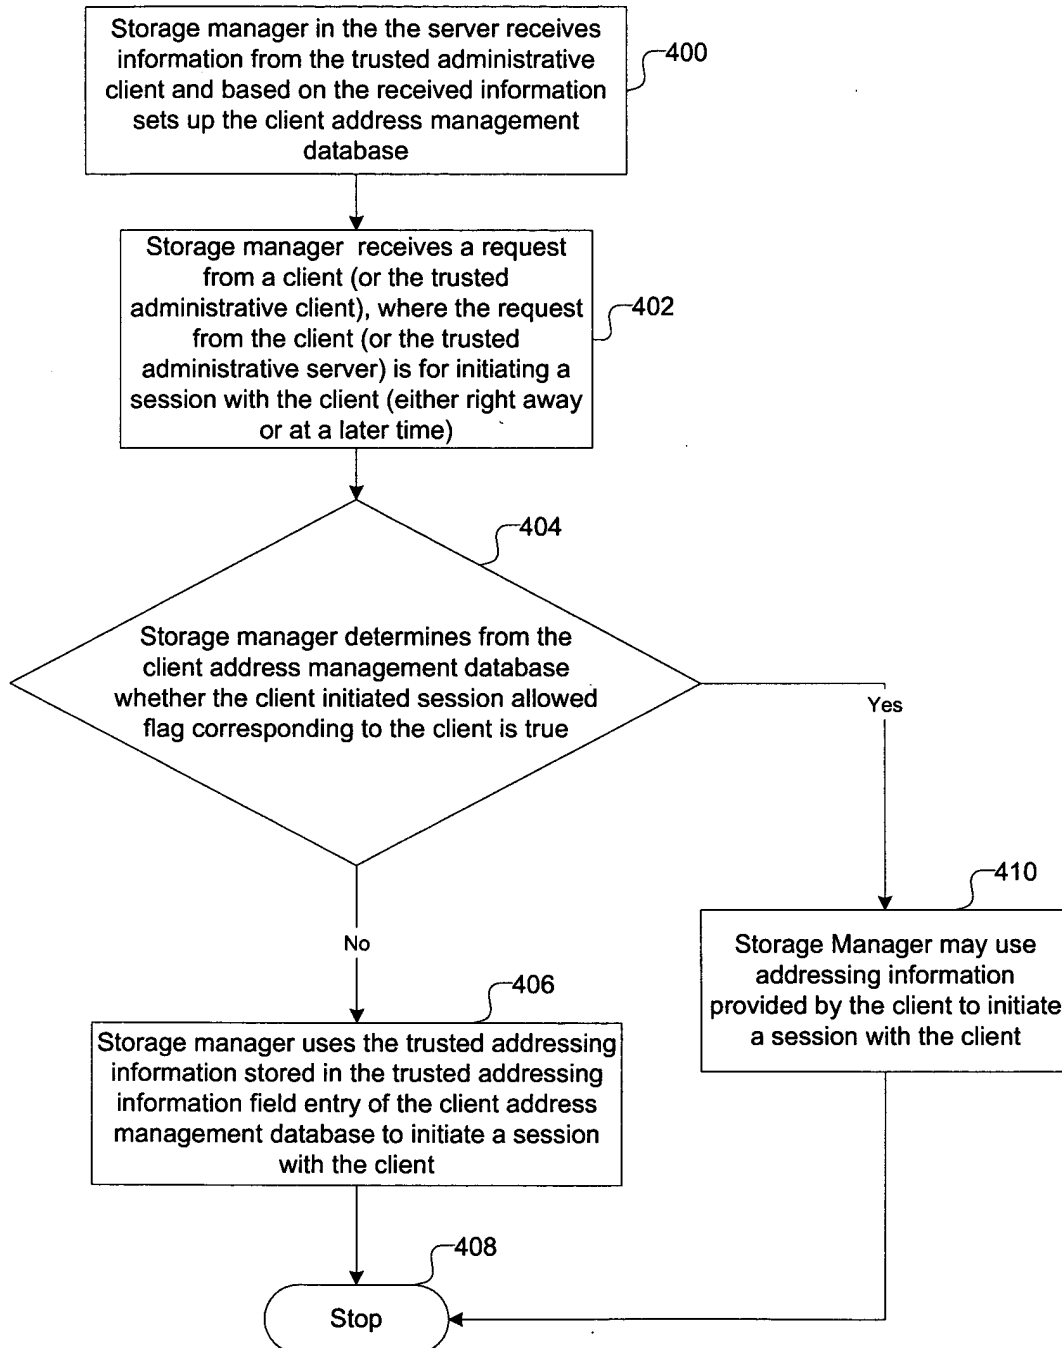 Storage manager in the the server receives
information from the trusted administrative
client and based on the received information
sets up the client address management
database
400
Storage manager receives a request
from a client (or the trusted
administrative client), where the request
from the client (or the trusted
administrative server) is for initiating a
session with the client (either right away
or at a later time)
402
404
Storage manager determines from the
client address management database
whether the client initiated session allowed
flag corresponding to the client is true
Yes
No
410
Storage Manager may use
addressing information
provided by the client to initiate
a session with the client
406
Storage manager uses the trusted addressing
information stored in the trusted addressing
information field entry of the client address
management database to initiate a session
with the client
408
Stop